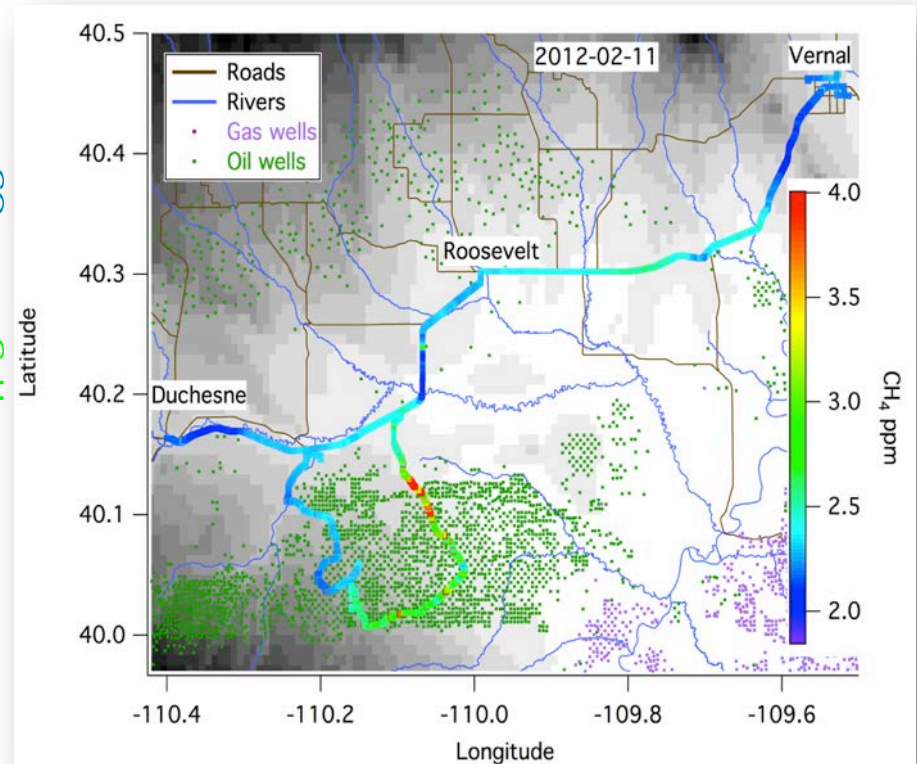 40.5
40.4
40.3
40.2
40.1
40.0
Latitude
Roads
Rivers
Gas wells
Oil wells
2012-02-11
Vernal
Roosevelt
Duchesne
4.0
3.5
3.0
2.5
2.0
CH₄ ppm
-110.4
-110.2
-110.0
-109.8
-109.6
Longitude